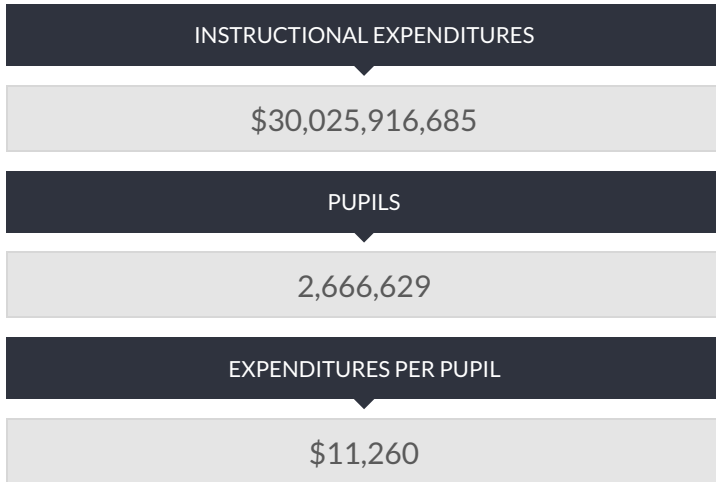 INSTRUCTIONAL EXPENDITURES
$30,025,916,685
PUPILS
2,666,629
EXPENDITURES PER PUPIL
$11,260